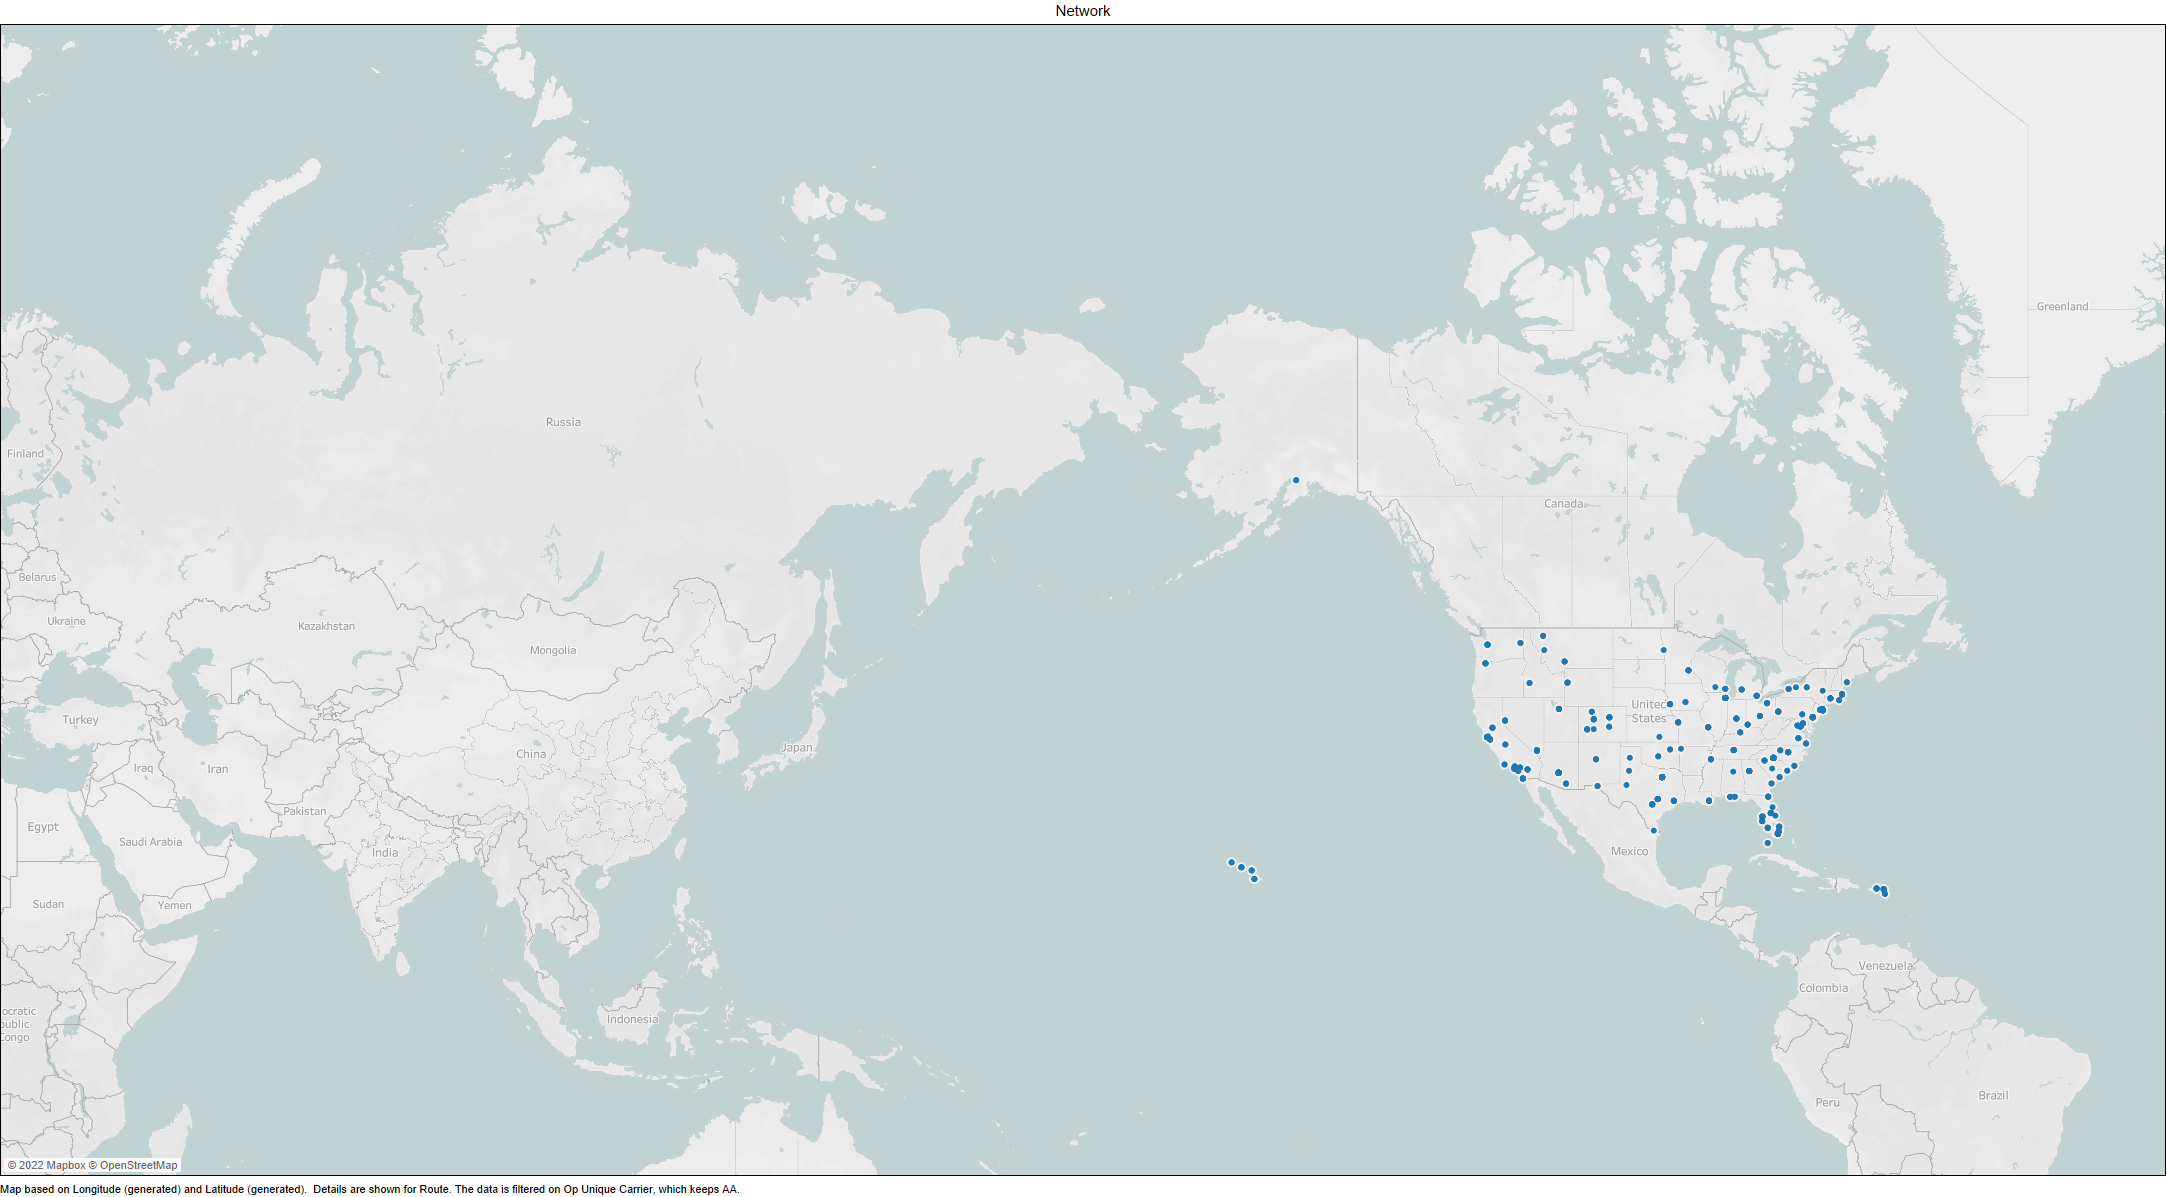 Network
Greenland
Russia
Finland
Canada
Belarus
Ukraine
Kazakhstan
Mongolia
United
States
Turkey
Japan
China
Iraq
Iran
Pakistan
Egypt
Saudi Arabia
India
Mexico
Sudan
Yemen
Venezuela
Colombia
ocratic
public
Congo
Indonesia
Brazil
Peru
© 2022 Mapbox © OpenStreetMap
Map based on Longitude (generated) and Latitude (generated).  Details are shown for Route. The data is filtered on Op Unique Carrier, which keeps AA.